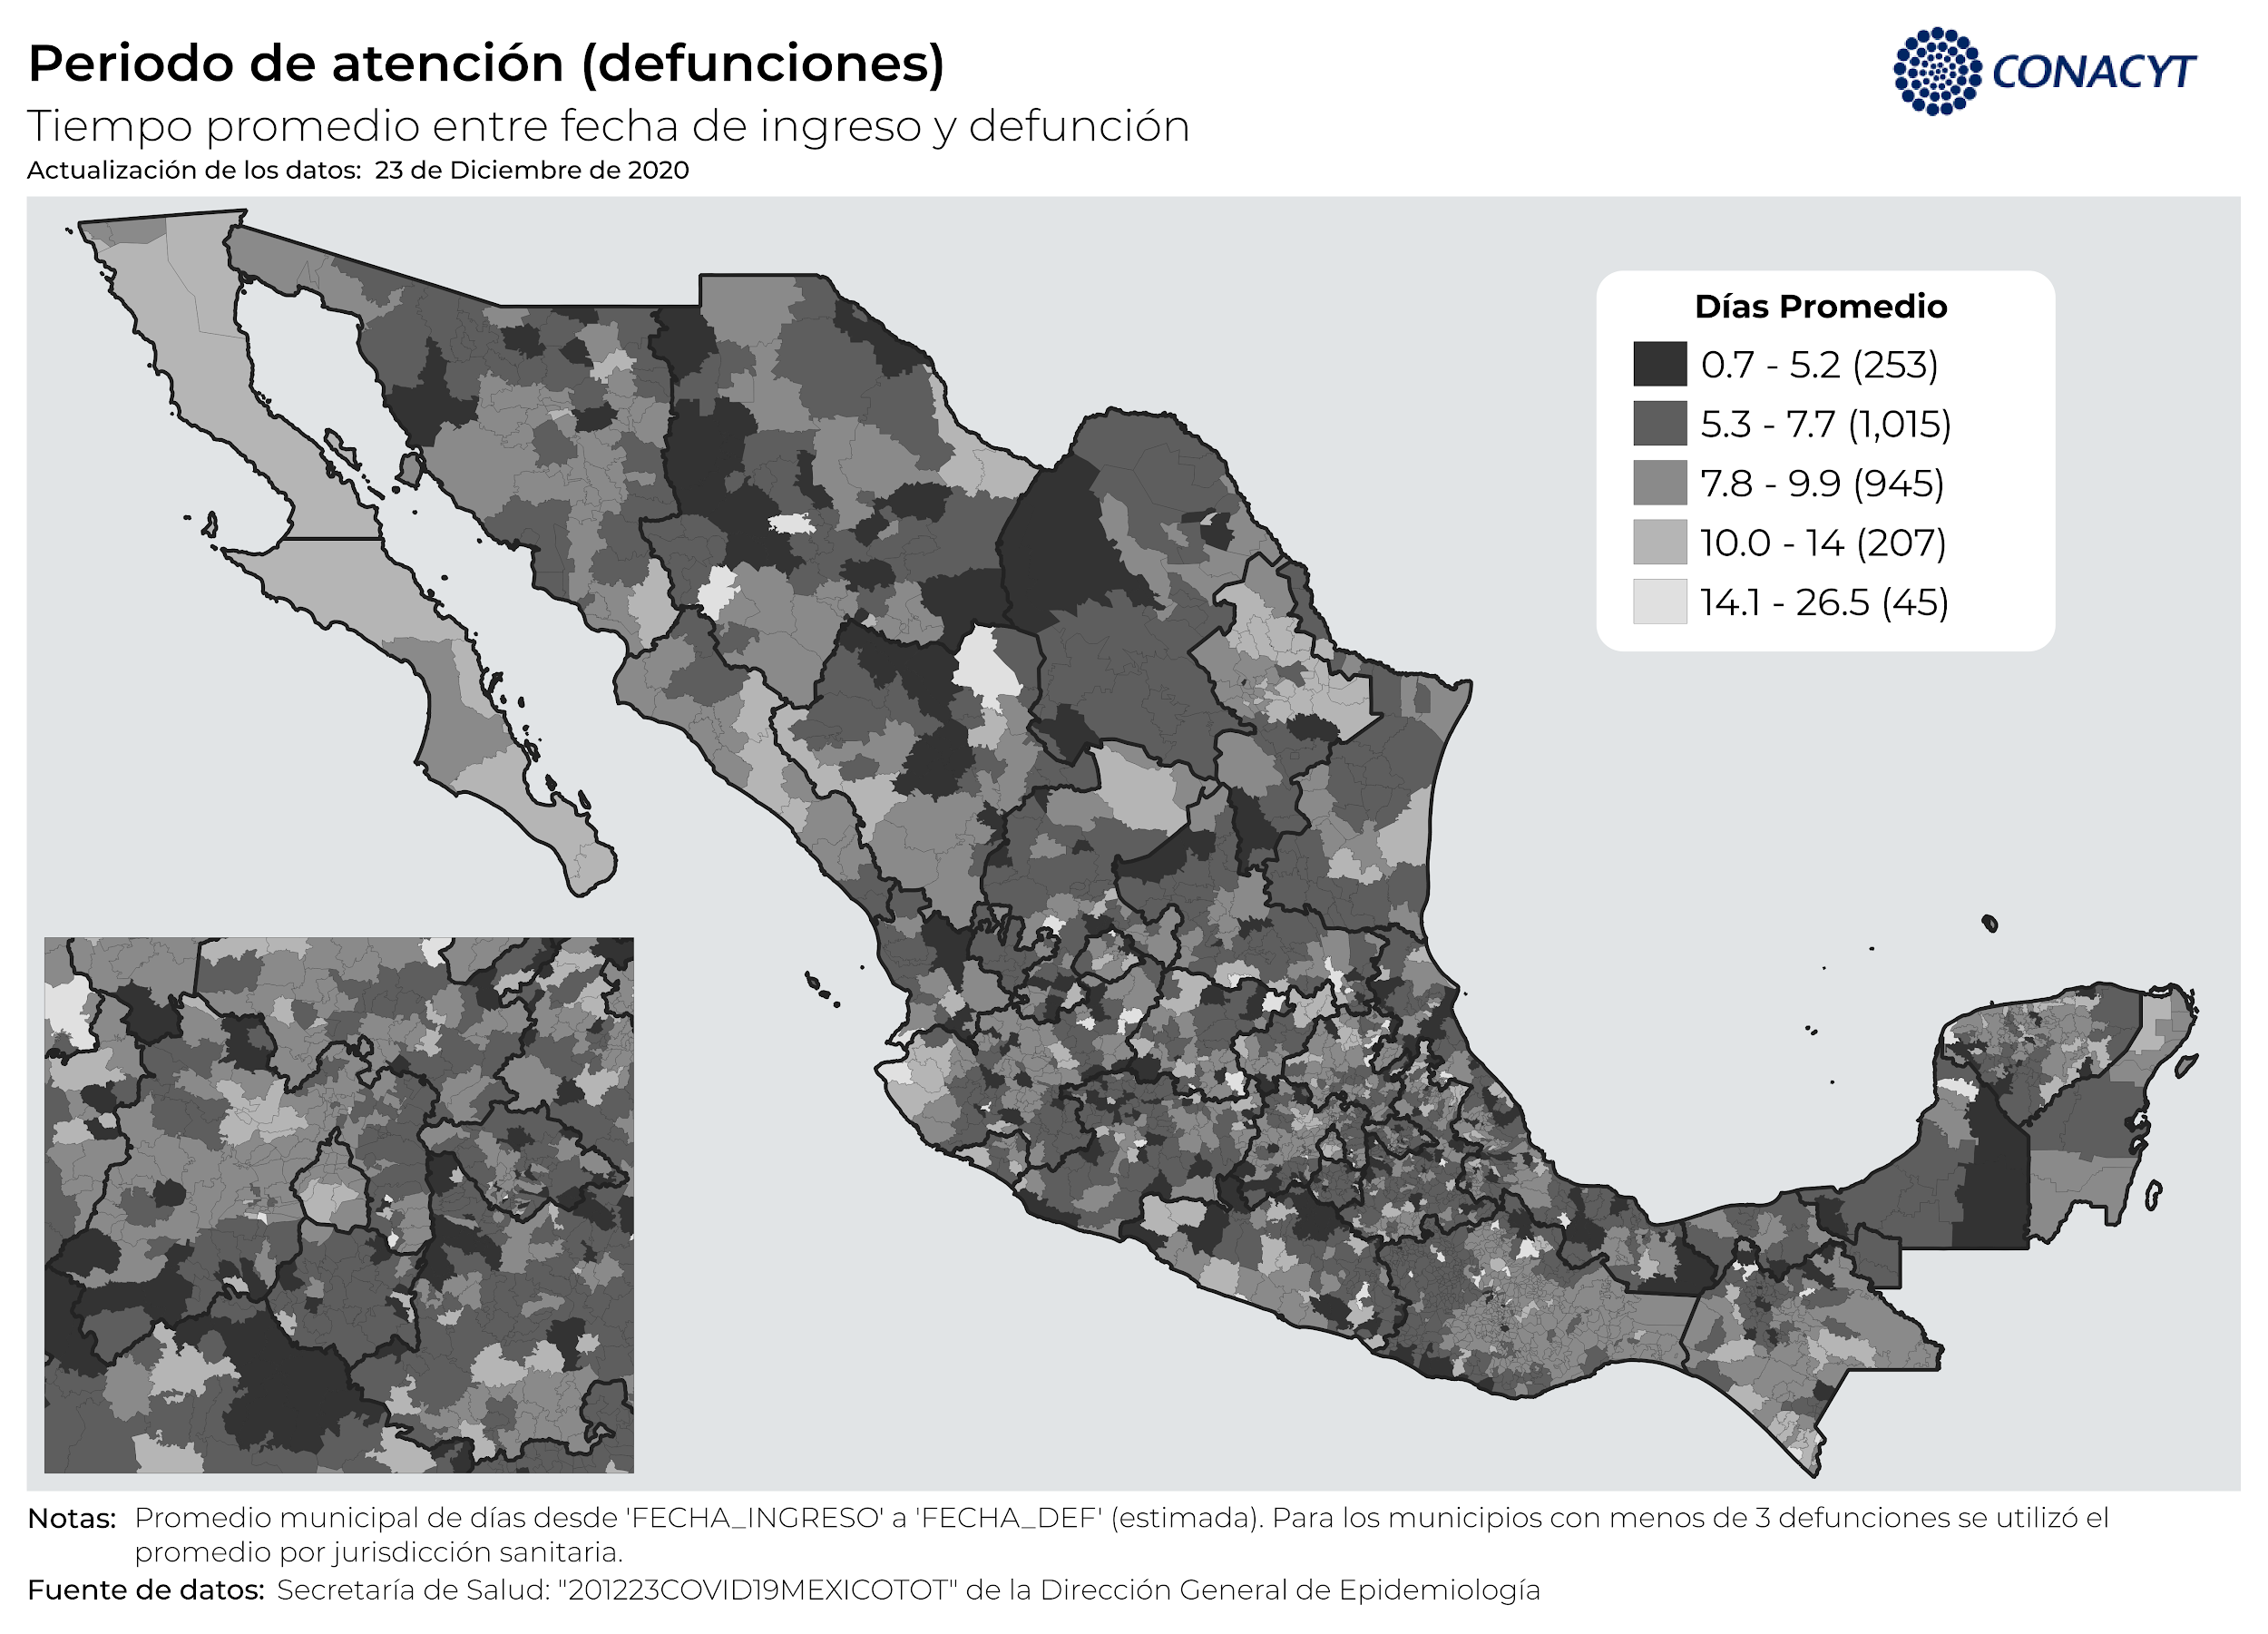 Periodo de atención (defunciones)
Tiempo promedio entre fecha de ingreso y defunción
Actualización de los datos: 23 de Diciembre de 2020
CONACYT
Días Promedio
0.7 - 5.2 (253)
5.3 - 7.7 (1,015)
7.8 - 9.9 (945)
10.0 - 14 (207)
14.1 - 26.5 (45)
Notas: Promedio municipal de días desde 'FECHA_INGRESO' a 'FECHA_DEF' (estimada). Para los municipios con menos de 3 defunciones se utilizó el
promedio por jurisdicción sanitaria.
Fuente de datos: Secretaría de Salud: "201223COVID19MEXICOTOT" de la Dirección General de Epidemiología